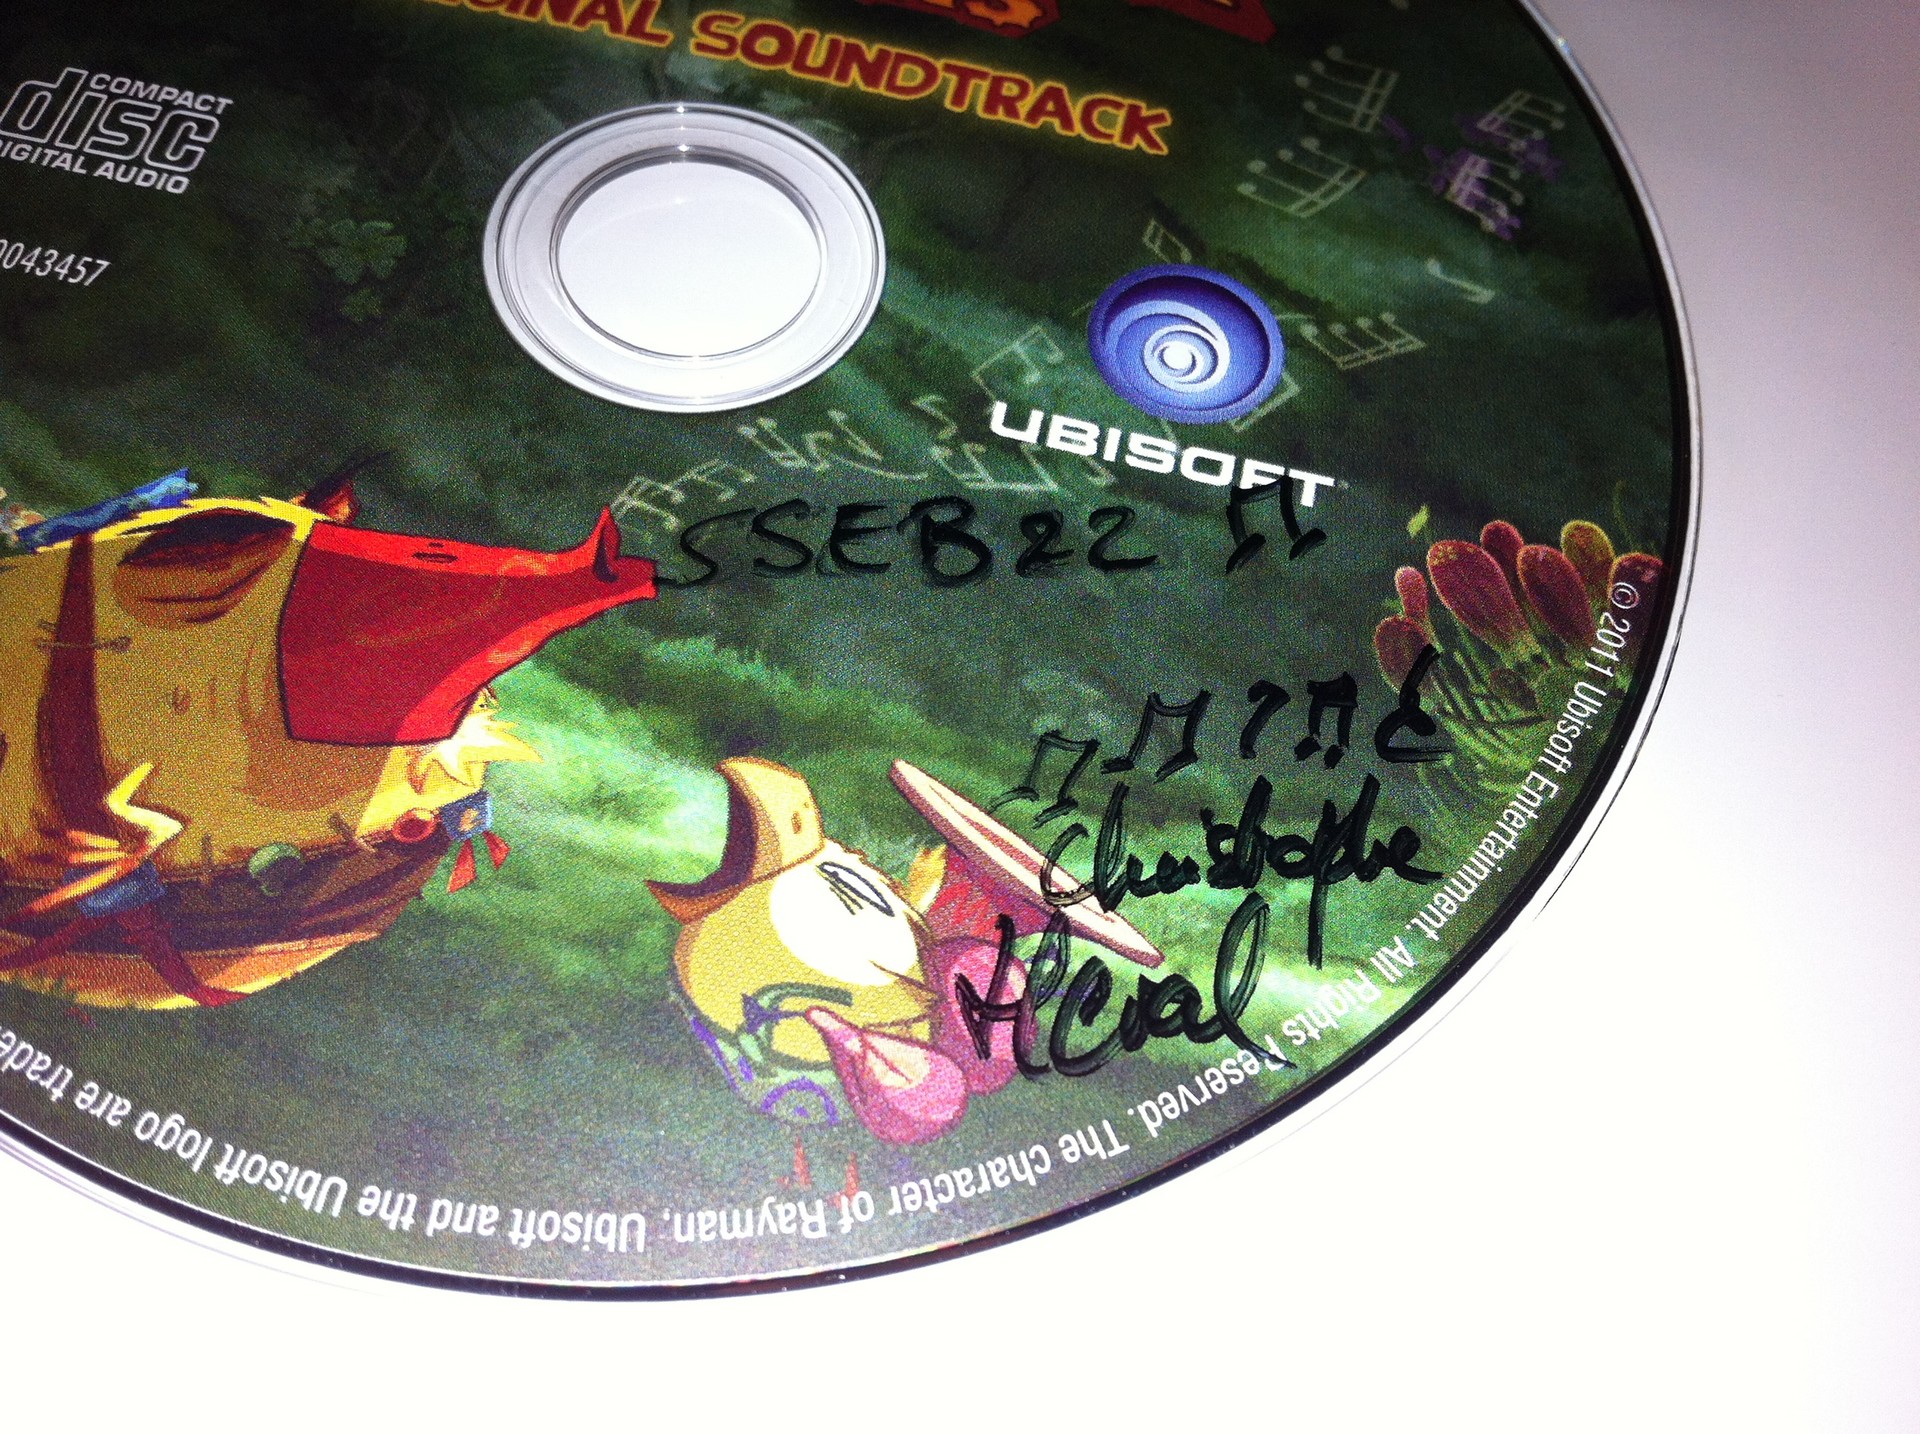 GINAL SOUNDTRACK
COMPACT
disc
DIGITAL AUDIO
0043457
UBISOFT
SSEB22
Christophe
Héral
© 2011 Ubisoft Entertainment. All Rights Reserved. The character of Rayman, Ubisoft and the Ubisoft logo are trade